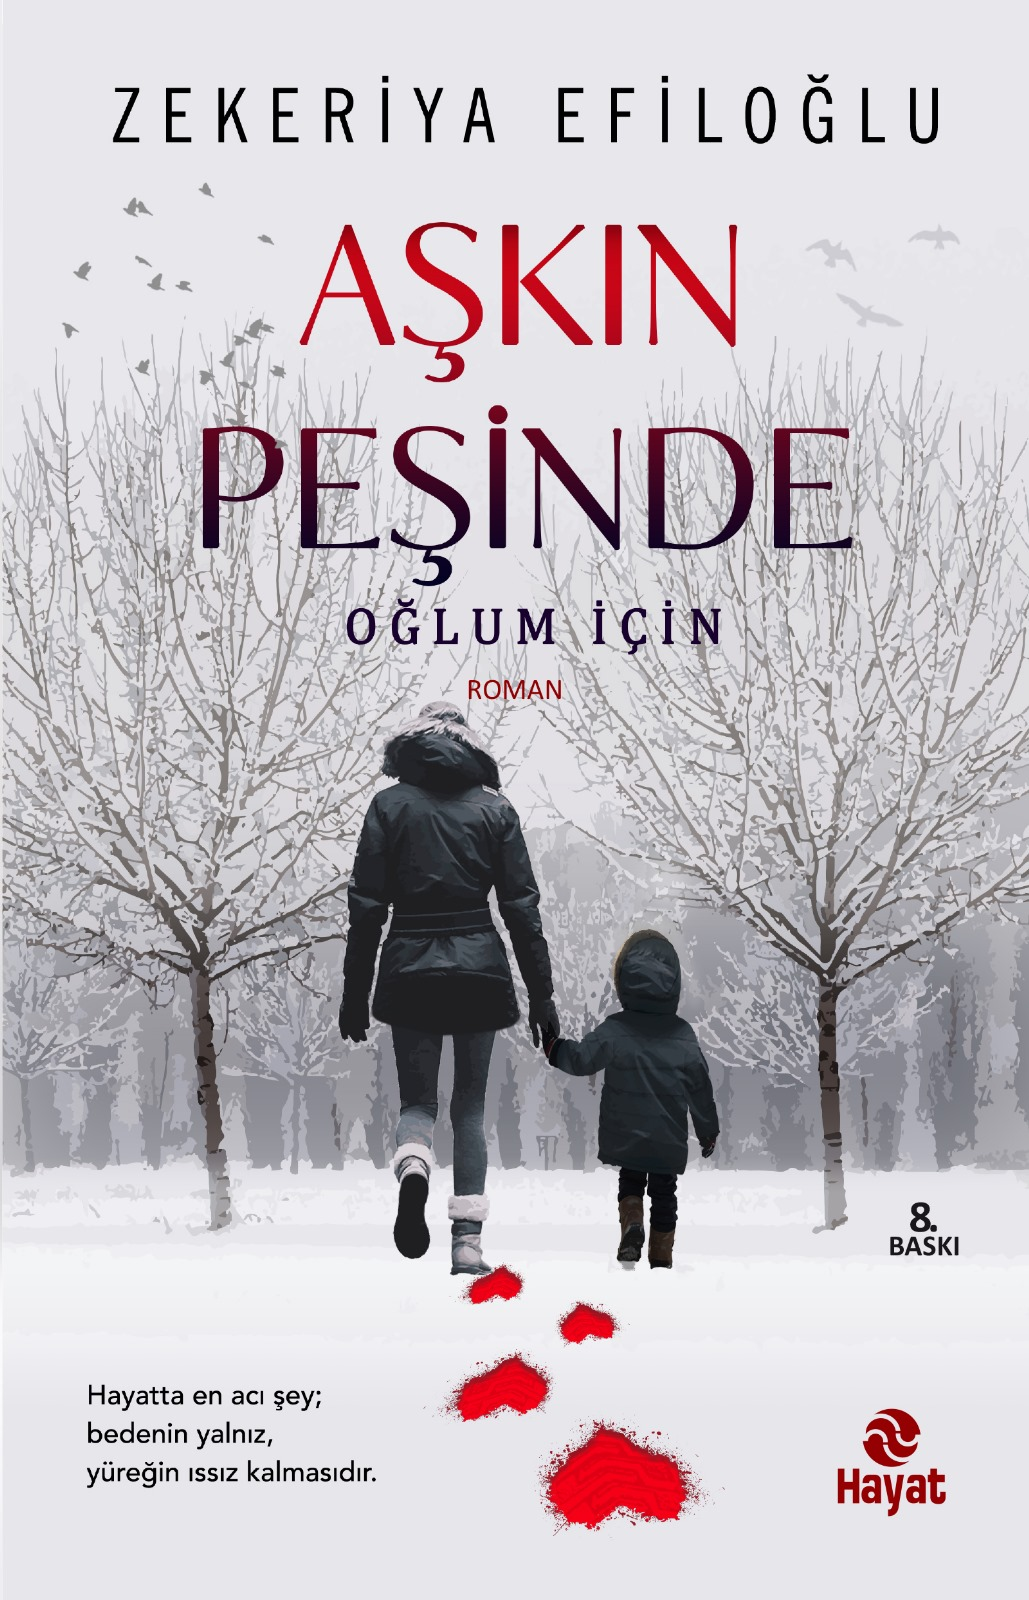 ZEKERİYA EFİLOĞLU
AŞKIN
PEŞİNDE
OĞLUM İÇİN
ROMAN
8.
BASKI
Hayatta en acı şey;
bedenin yalnız,
yüreğin ıssız kalmasıdır.
Hayat